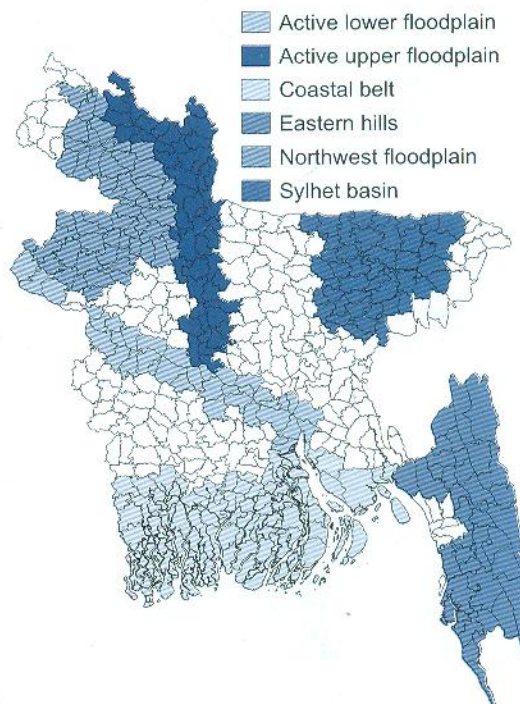 Active lower floodplain
Active upper floodplain
Coastal belt
Eastern hills
Northwest floodplain
Sylhet basin